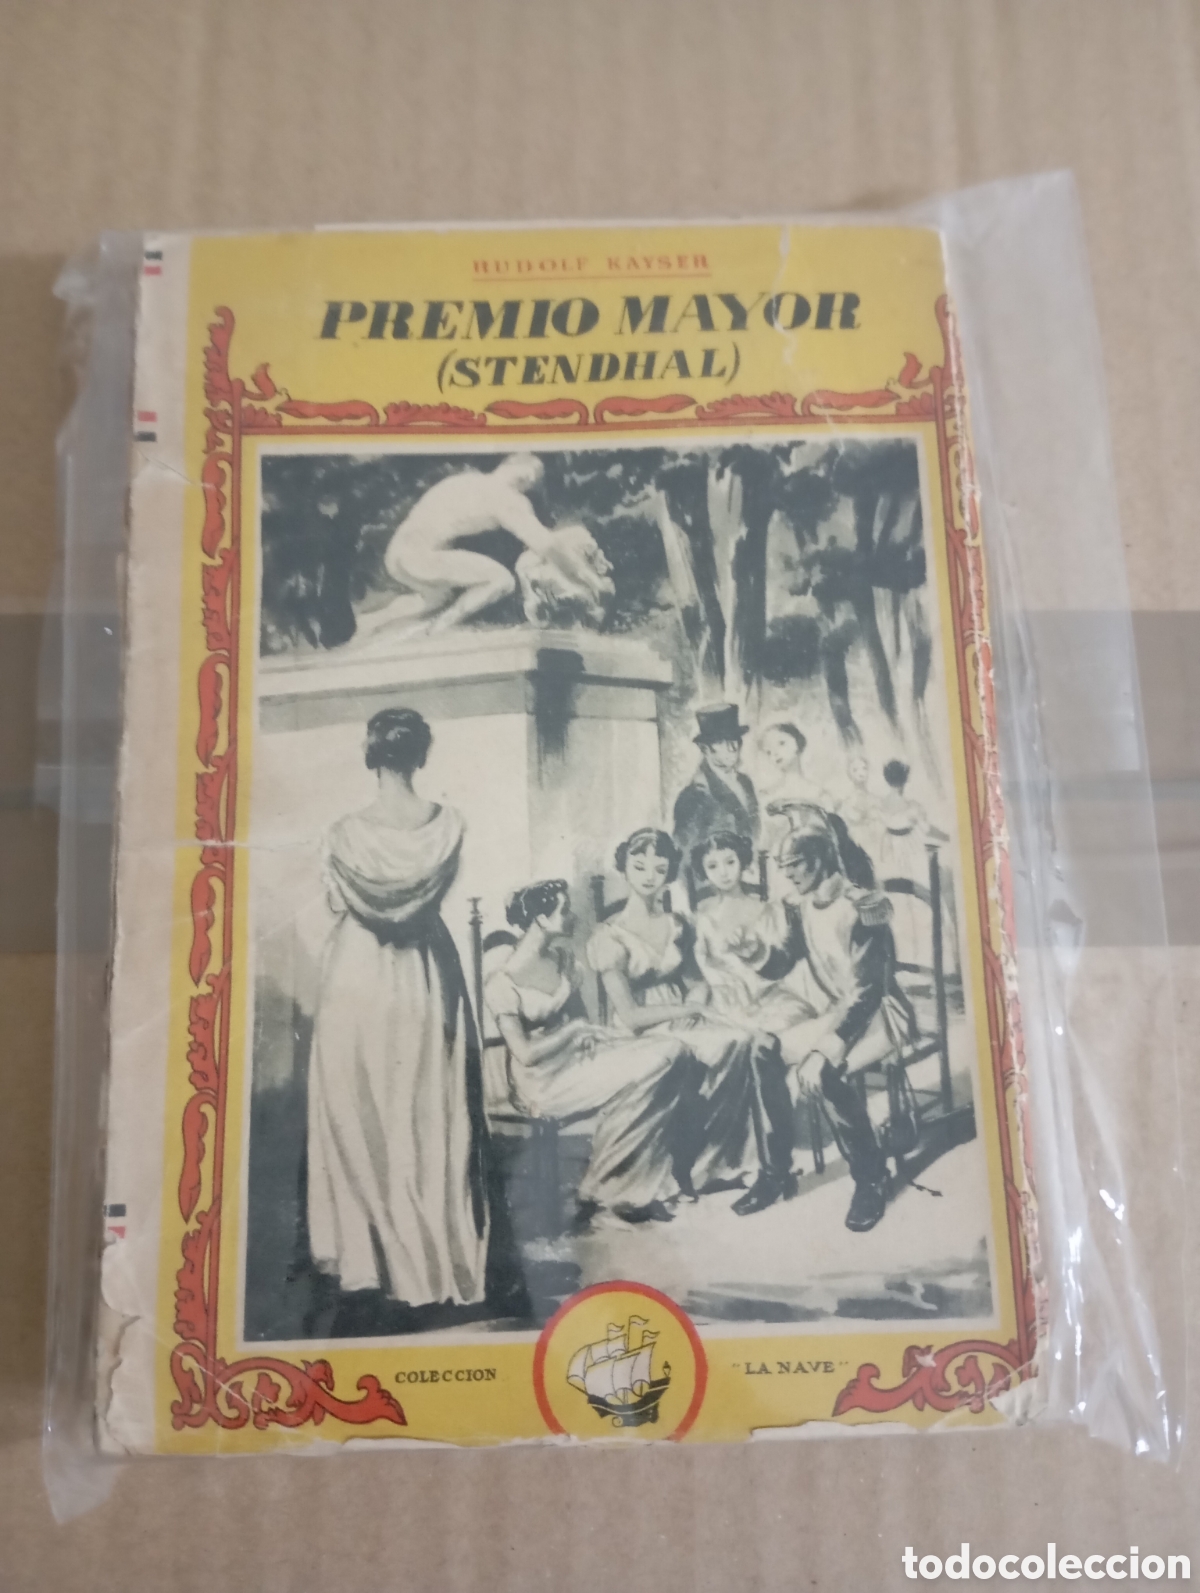 RUDOLF KAYSER
PREMIO MAYOR
(STENDHAL)
COLECCION "LA NAVE"
todocoleccion